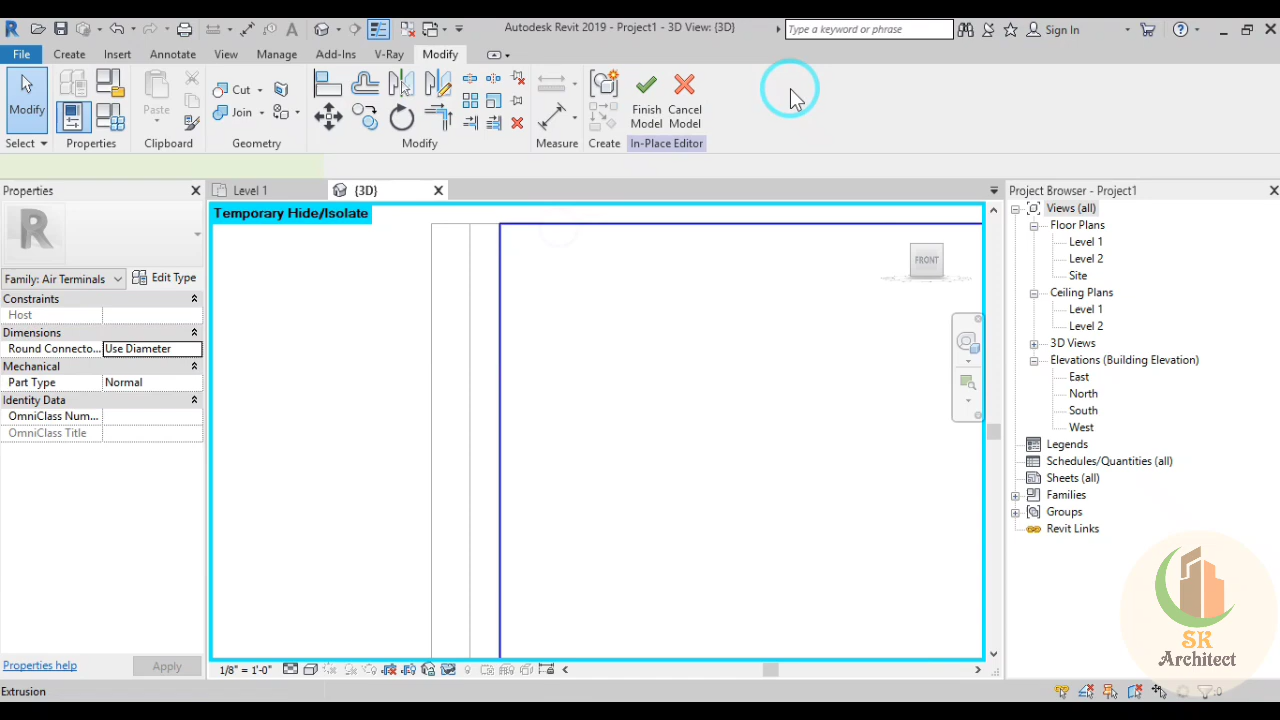 Autodesk Revit 2019 - Project1 - 3D View: {3D}
Type a keyword or phrase
Sign In
File Create Insert Annotate View Manage Add-Ins V-Ray Modify
Modify
Paste
Cut
Join
Finish Model
Cancel Model
Select Properties Clipboard Geometry Modify Measure Create In-Place Editor
Properties
Level 1
{3D}
Project Browser - Project1
Temporary Hide/Isolate
FRONT
R
Family: Air Terminals
Edit Type
Constraints
Host
Dimensions
Round Connecto... Use Diameter
Mechanical
Part Type Normal
Identity Data
OmniClass Num...
OmniClass Title
Views (all)
Floor Plans
Level 1
Level 2
Site
Ceiling Plans
Level 1
Level 2
3D Views
Elevations (Building Elevation)
East
North
South
West
Legends
Schedules/Quantities (all)
Sheets (all)
Families
Groups
Revit Links
SK
Architect
Properties help
Apply
1/8" = 1'-0"
Extrusion
:0